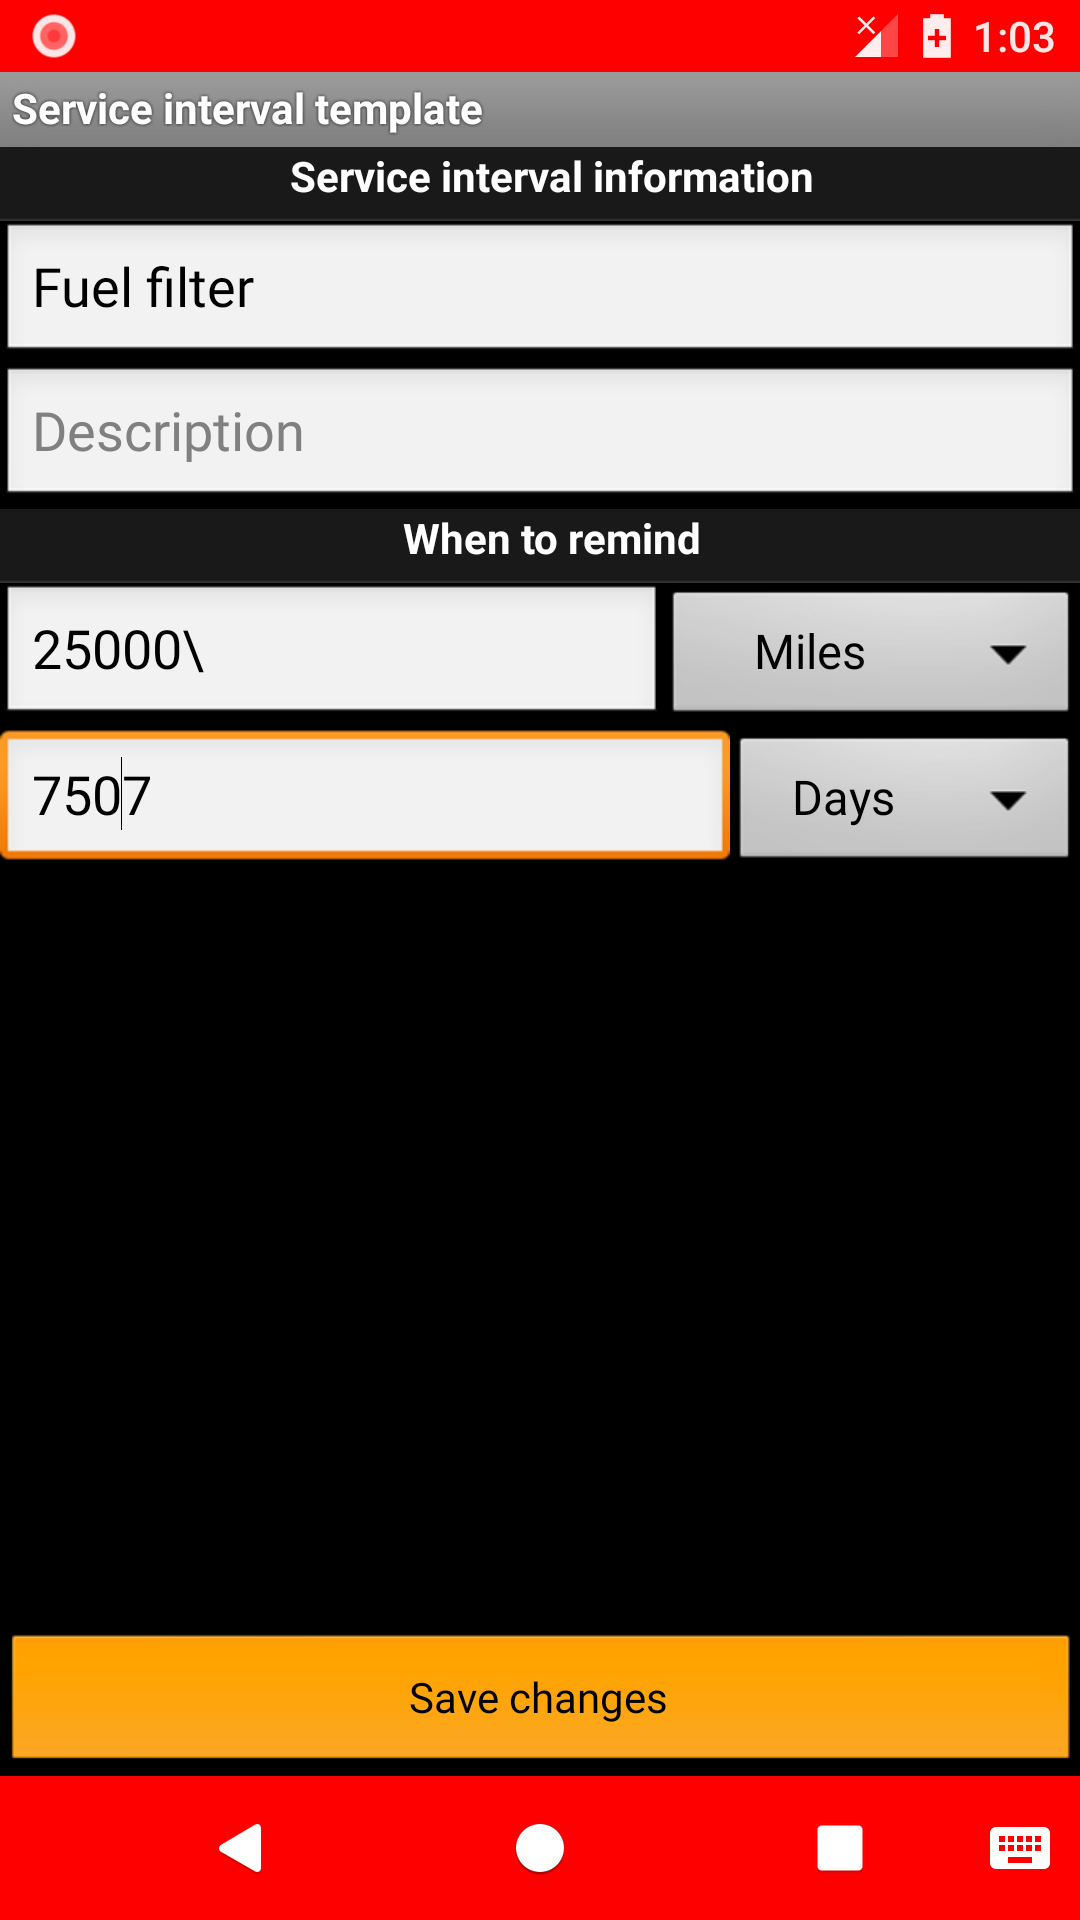 1:03
Service interval template
Service interval information
Fuel filter
Description
When to remind
25000\ Miles
7507 Days
Save changes